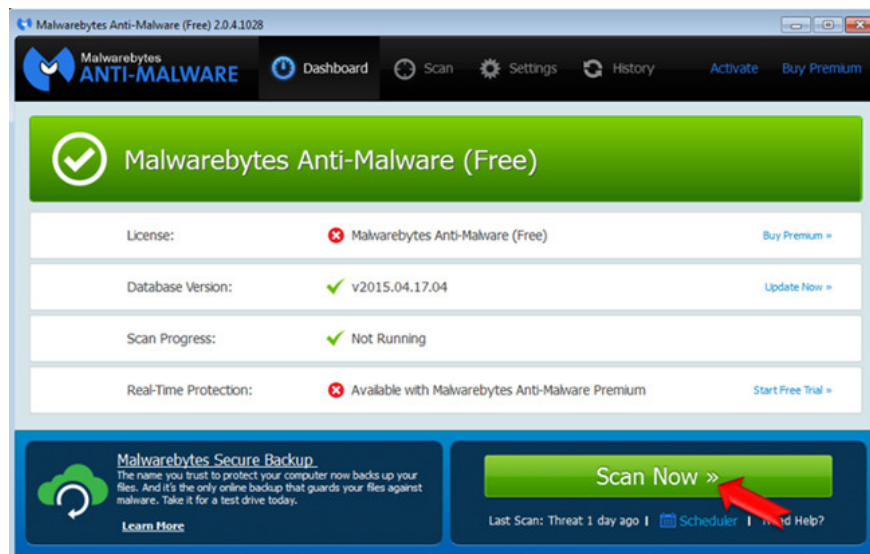 Malwarebytes Anti-Malware (Free) 2.0.4.1028
Malwarebytes
ANTI-MALWARE
Dashboard
Scan
Settings
History
Activate
Buy Premium
Malwarebytes Anti-Malware (Free)
License: Malwarebytes Anti-Malware (Free) Buy Premium »
Database Version: v2015.04.17.04 Update Now »
Scan Progress: Not Running
Real-Time Protection: Available with Malwarebytes Anti-Malware Premium Start Free Trial »
Malwarebytes Secure Backup
The name you trust to protect your computer now backs up your
files. And it's the only online backup that guards your files against
malware. Take it for a test drive today.
Learn More
Scan Now »
Last Scan: Threat 1 day ago | Scheduler | Help?